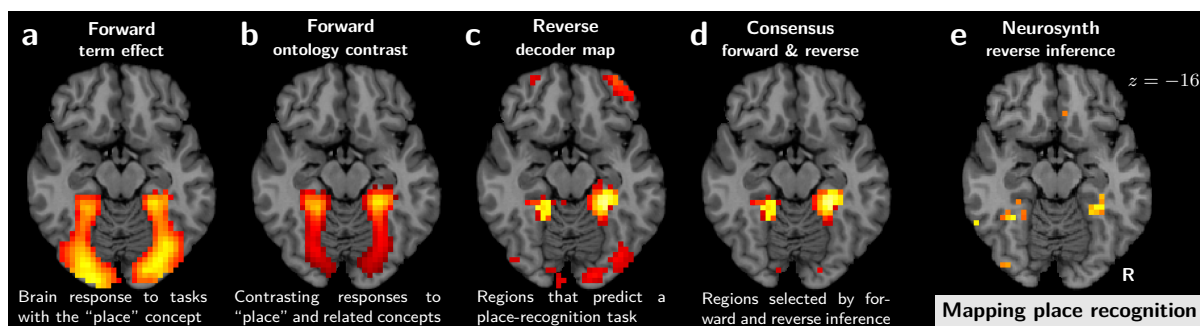 a
Forward
term effect
Brain response to tasks
with the “place” concept
b
Forward
ontology contrast
Contrasting responses to
“place” and related concepts
c
Reverse
decoder map
Regions that predict a
place-recognition task
d
Consensus
forward & reverse
Regions selected by for-
ward and reverse inference
e
Neurosynth
reverse inference
z = −16
R
Mapping place recognition